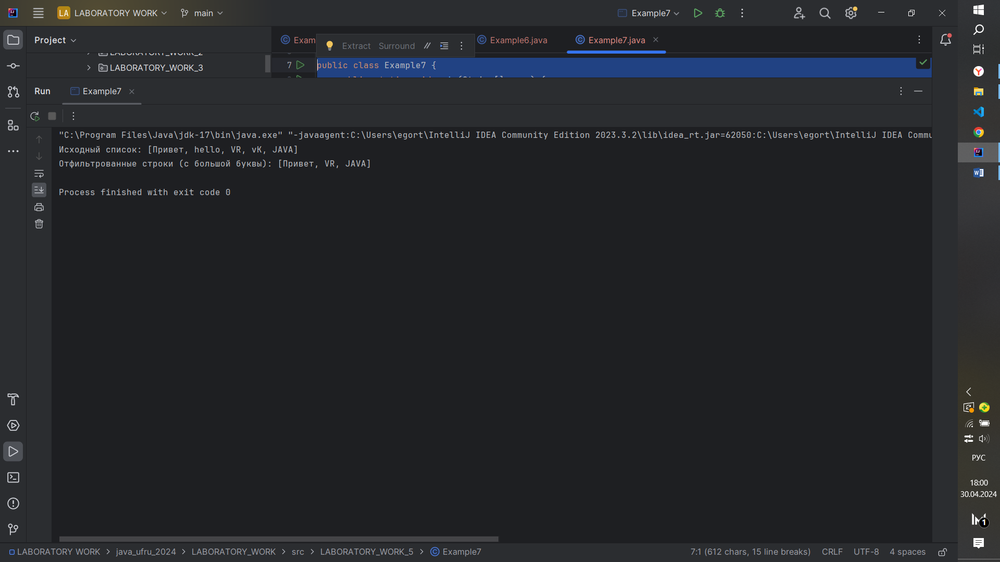 LA LABORATORY WORK main Example7
Project
Exam
Example6.java
Example7.java
Extract Surround
LABORATORY_WORK_2
LABORATORY_WORK_3
7 public class Example7 {
Run Example7
"C:\Program Files\Java\jdk-17\bin\java.exe" "-javaagent:C:\Users\egort\IntelliJ IDEA Community Edition 2023.3.2\lib\idea_rt.jar=62050:C:\Users\egort\IntelliJ IDEA Commu
Исходный список: [Привет, hello, VR, vK, JAVA]
Отфильтрованные строки (с большой буквы): [Привет, VR, JAVA]
Process finished with exit code 0
LABORATORY WORK > java_ufru_2024 > LABORATORY_WORK > src > LABORATORY_WORK_5 > Example7
7:1 (612 chars, 15 line breaks) CRLF UTF-8 4 spaces
РУС
18:00
30.04.2024
1